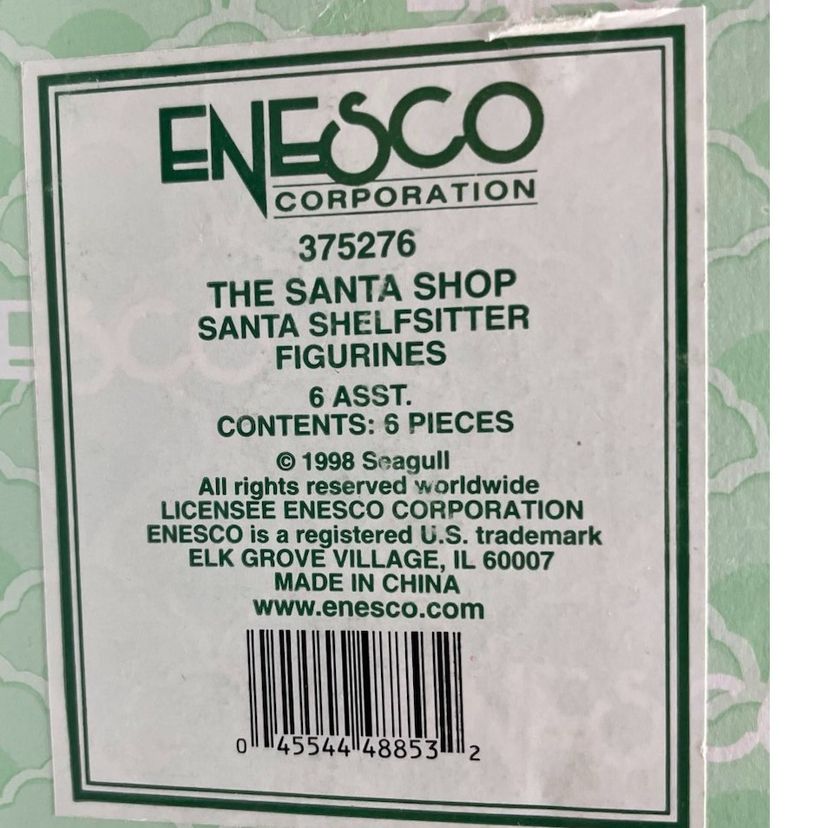 ENESCO
CORPORATION
375276
THE SANTA SHOP
SANTA SHELFSITTER
FIGURINES
6 ASST.
CONTENTS: 6 PIECES
© 1998 Seagull
All rights reserved worldwide
LICENSEE ENESCO CORPORATION
ENESCO is a registered U.S. trademark
ELK GROVE VILLAGE, IL 60007
MADE IN CHINA
www.enesco.com
0 45544 48853 2